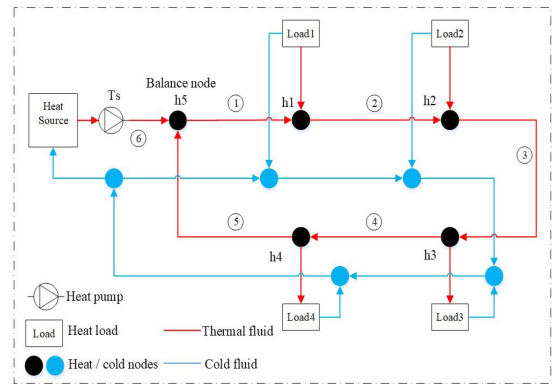 Load1
Load2
Ts
Balance node
h5
Heat
Source
1
h1
2
h2
6
3
5
4
h4
h3
Load4
Load3
Heat pump
Load
Heat load
Thermal fluid
Heat / cold nodes
Cold fluid